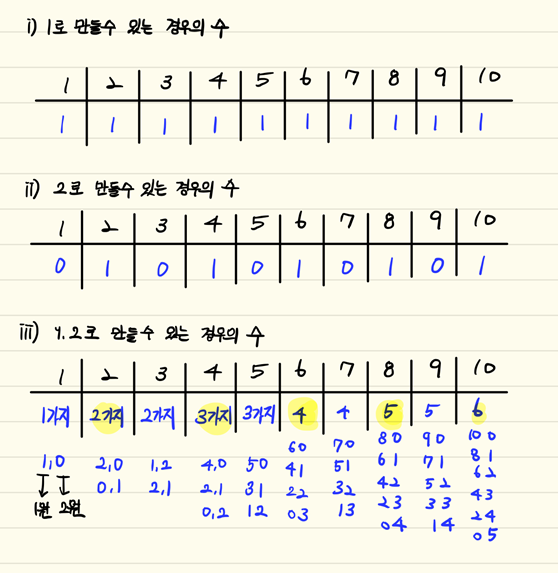 i) 1로 만들수 있는 경우의 수
1 2 3 4 5 6 7 8 9 10
1 1 1 1 1 1 1 1 1 1
ii) 2로 만들수 있는 경우의 수
1 2 3 4 5 6 7 8 9 10
0 1 0 1 0 1 0 1 0 1
iii) 1.2로 만들수 있는 경우의 수
1 2 3 4 5 6 7 8 9 10
1가지 2가지 2가지 3가지 3가지 4 4 5 5 6
1,0 2,0 1,2 4,0 50 60 70 80 90 100 0
0,1 2,1 2,1 31 41 51 61 71 81
1원 2원 0,2 12 22 32 42 52 62
03 13 23 33 43
04 14 24
05